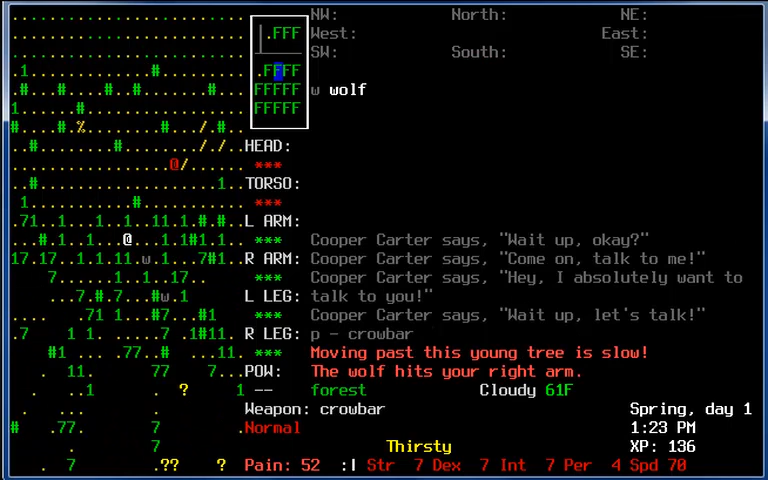 NW: North: NE:
West: East:
SW: South: SE:
w wolf
HEAD:
***
TORSO:
***
L ARM:
***
R ARM:
***
L LEG:
***
R LEG:
***
POW:
--
Cooper Carter says, "Wait up, okay?"
Cooper Carter says, "Come on, talk to me!"
Cooper Carter says, "Hey, I absolutely want to
talk to you!"
Cooper Carter says, "Wait up, let's talk!"
p - crowbar
Moving past this young tree is slow!
The wolf hits your right arm.
forest Cloudy 61F
Weapon: crowbar Spring, day 1
Normal 1:23 PM
XP: 136
Thirsty
Pain: 52 :| Str 7 Dex 7 Int 7 Per 4 Spd 70